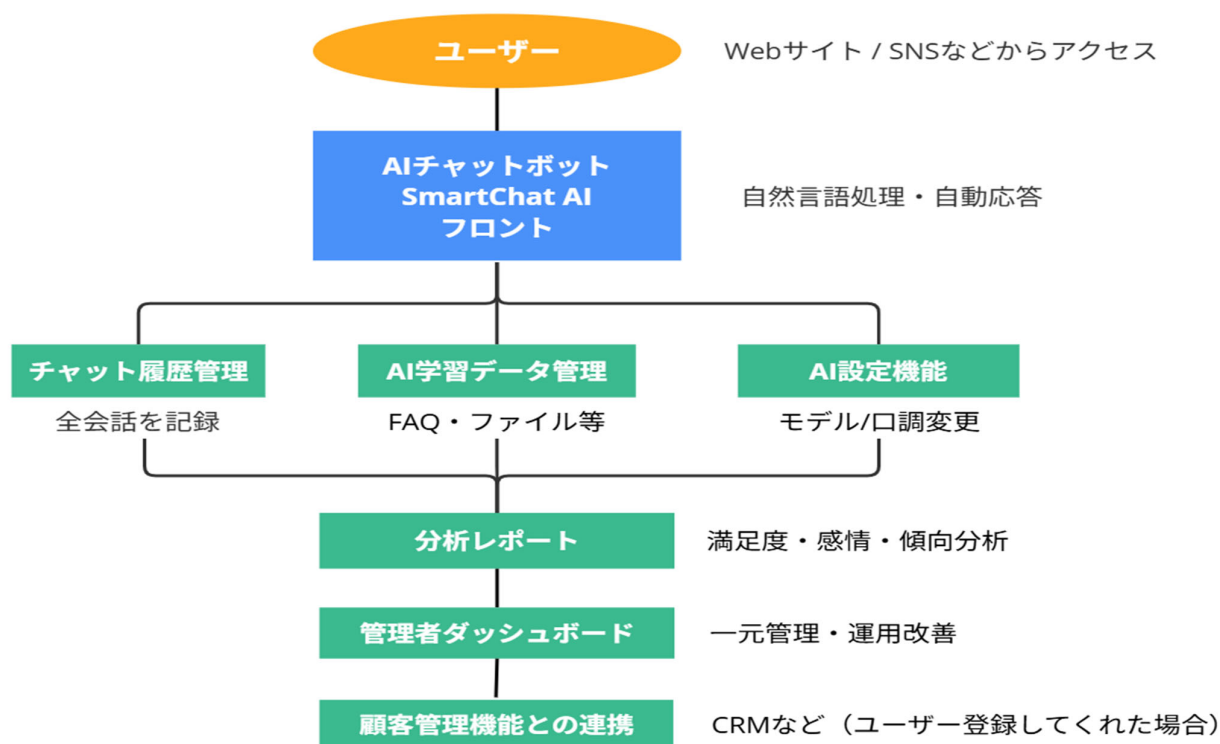 ユーザー
Webサイト / SNSなどからアクセス
AIチャットボット
SmartChat AI
フロント
自然言語処理・自動応答
チャット履歴管理
AI学習データ管理
AI設定機能
全会話を記録
FAQ・ファイル等
モデル/口調変更
分析レポート
満足度・感情・傾向分析
管理者ダッシュボード
一元管理・運用改善
顧客管理機能との連携
CRMなど（ユーザー登録してくれた場合）